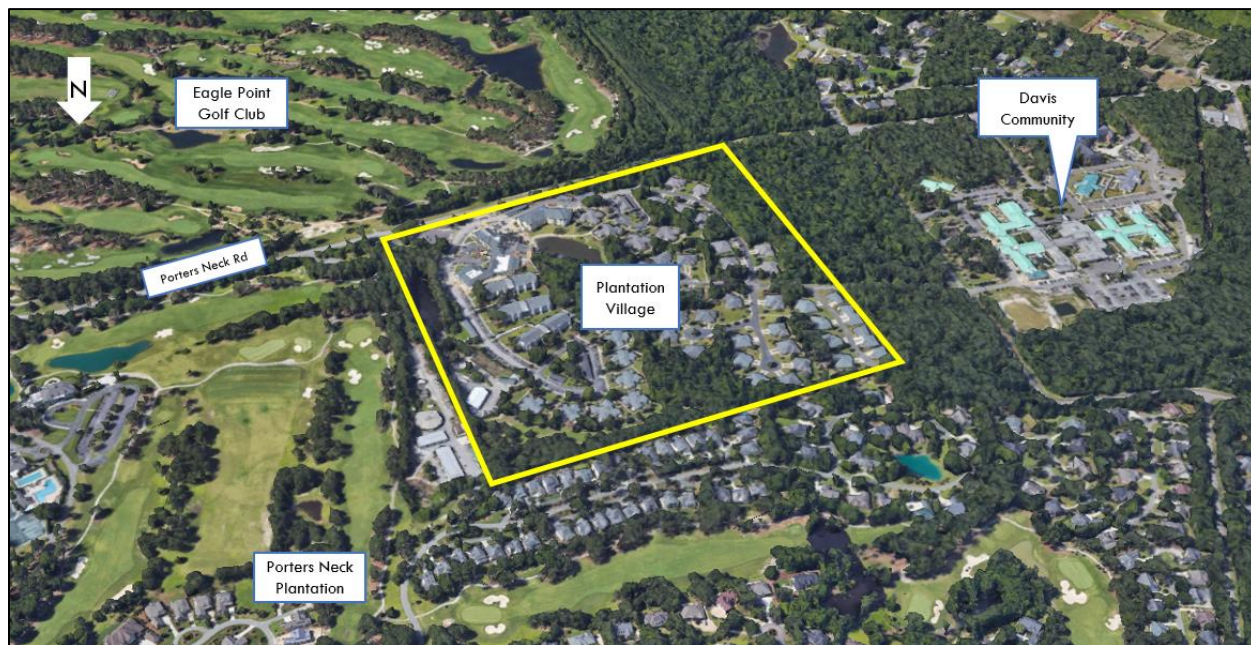 N
Eagle Point
Golf Club
Davis
Community
Porters Neck Rd
Plantation
Village
Porters Neck
Plantation